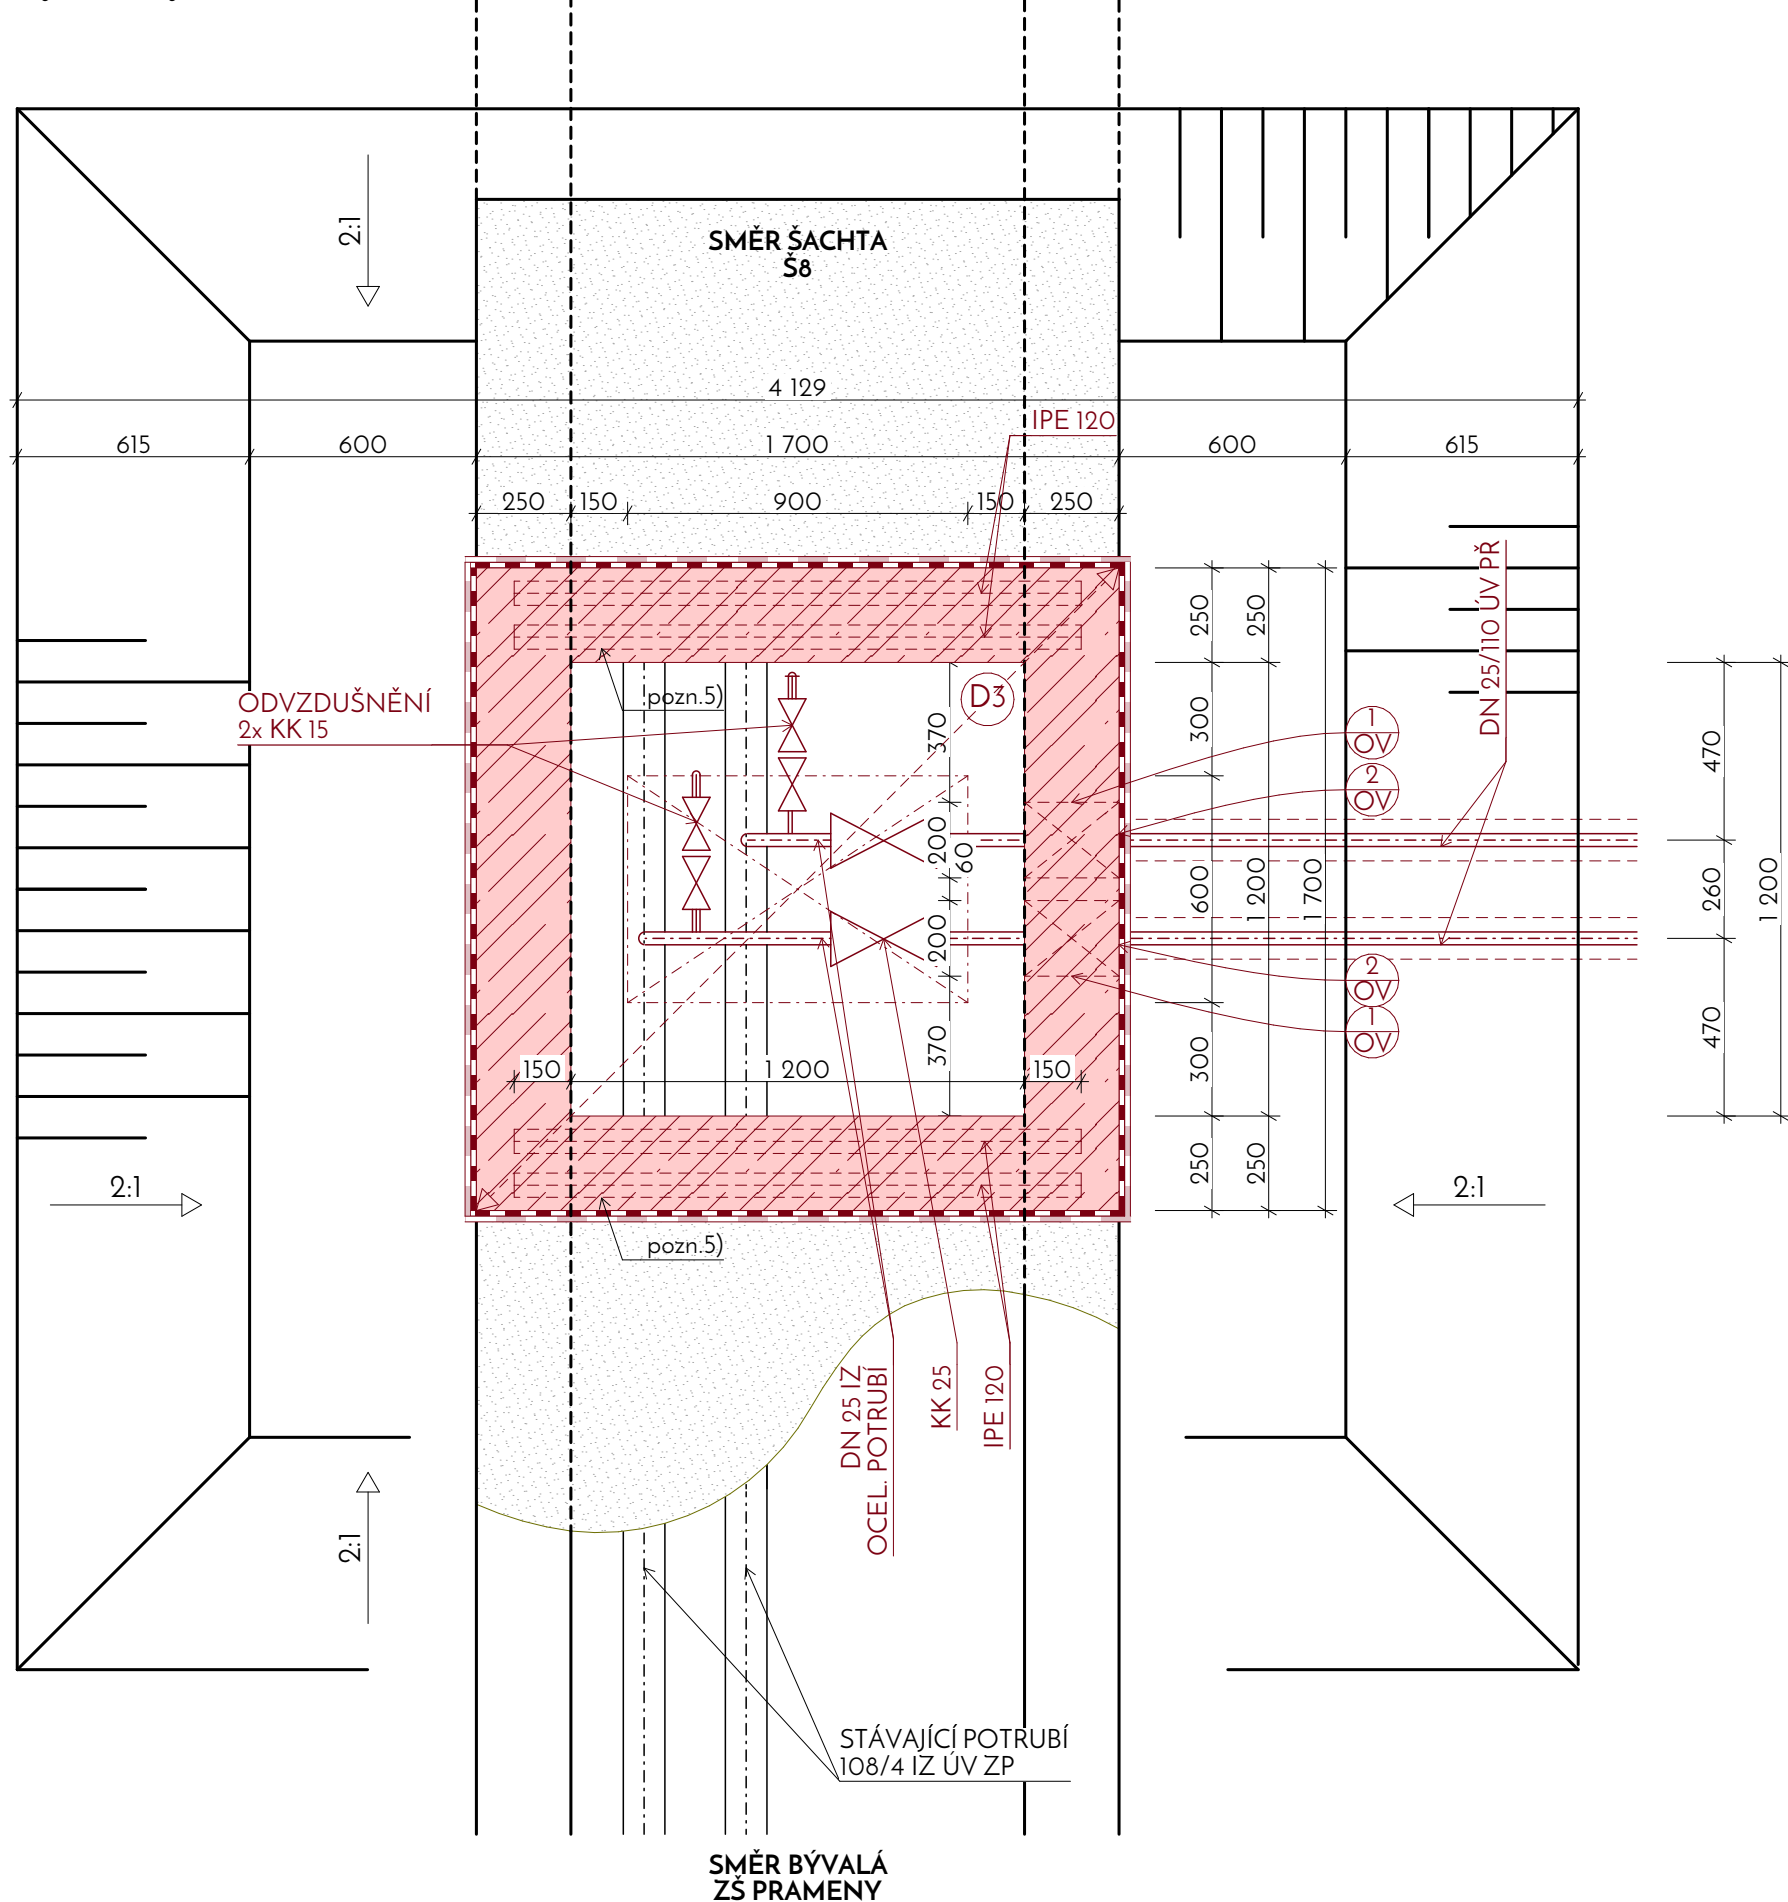 SMĚR ŠACHTA
Š8
2:1
4 129
IPE 120
615
600
1 700
600
615
250
150
900
150
250
DN 25/110 ÚV PŘ
250
250
ODVZDUŠNĚNÍ
2x KK 15
pozn.5)
D3
370
300
470
1
OV
2
OV
200
60
200
600
1 200
1 700
260
1 200
2
OV
1
OV
370
300
470
150
1 200
150
250
250
2:1
2:1
pozn.5)
DN 25 IZ
OCEL. POTRUBÍ
KK 25
IPE 120
2:1
STÁVAJÍCÍ POTRUBÍ
108/4 IZ ÚV ZP
SMĚR BÝVALÁ
ZŠ PRAMENY